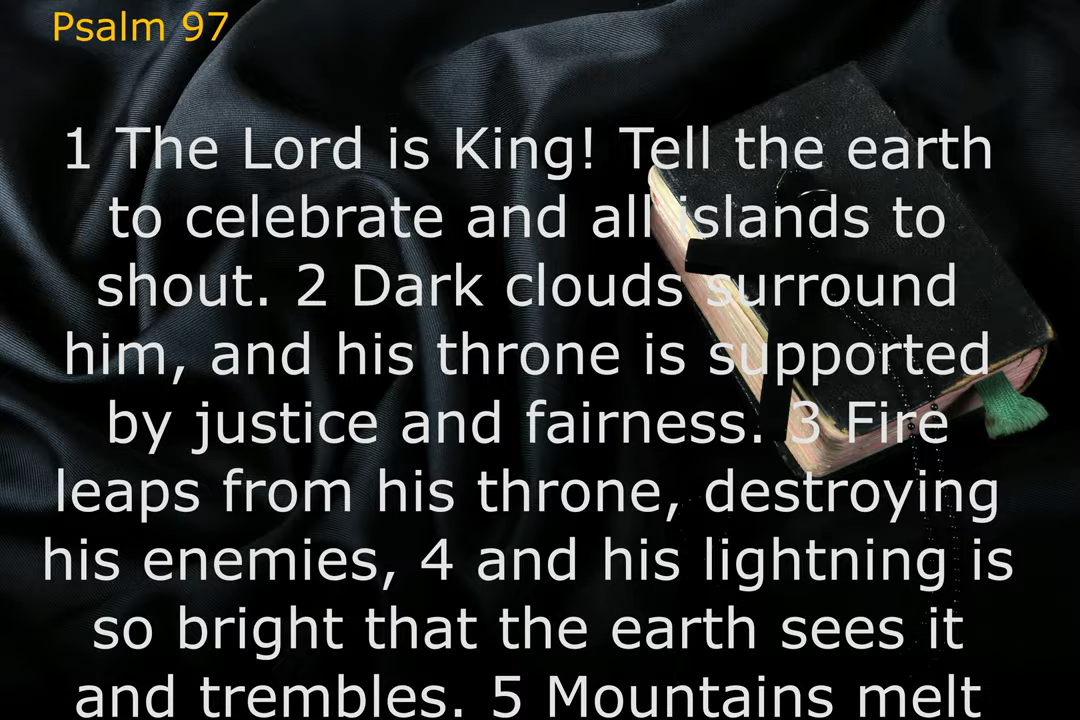 Psalm 97
1 The Lord is King! Tell the earth
to celebrate and all islands to
shout. 2 Dark clouds surround
him, and his throne is supported
by justice and fairness. 3 Fire
leaps from his throne, destroying
his enemies, 4 and his lightning is
so bright that the earth sees it
and trembles. 5 Mountains melt